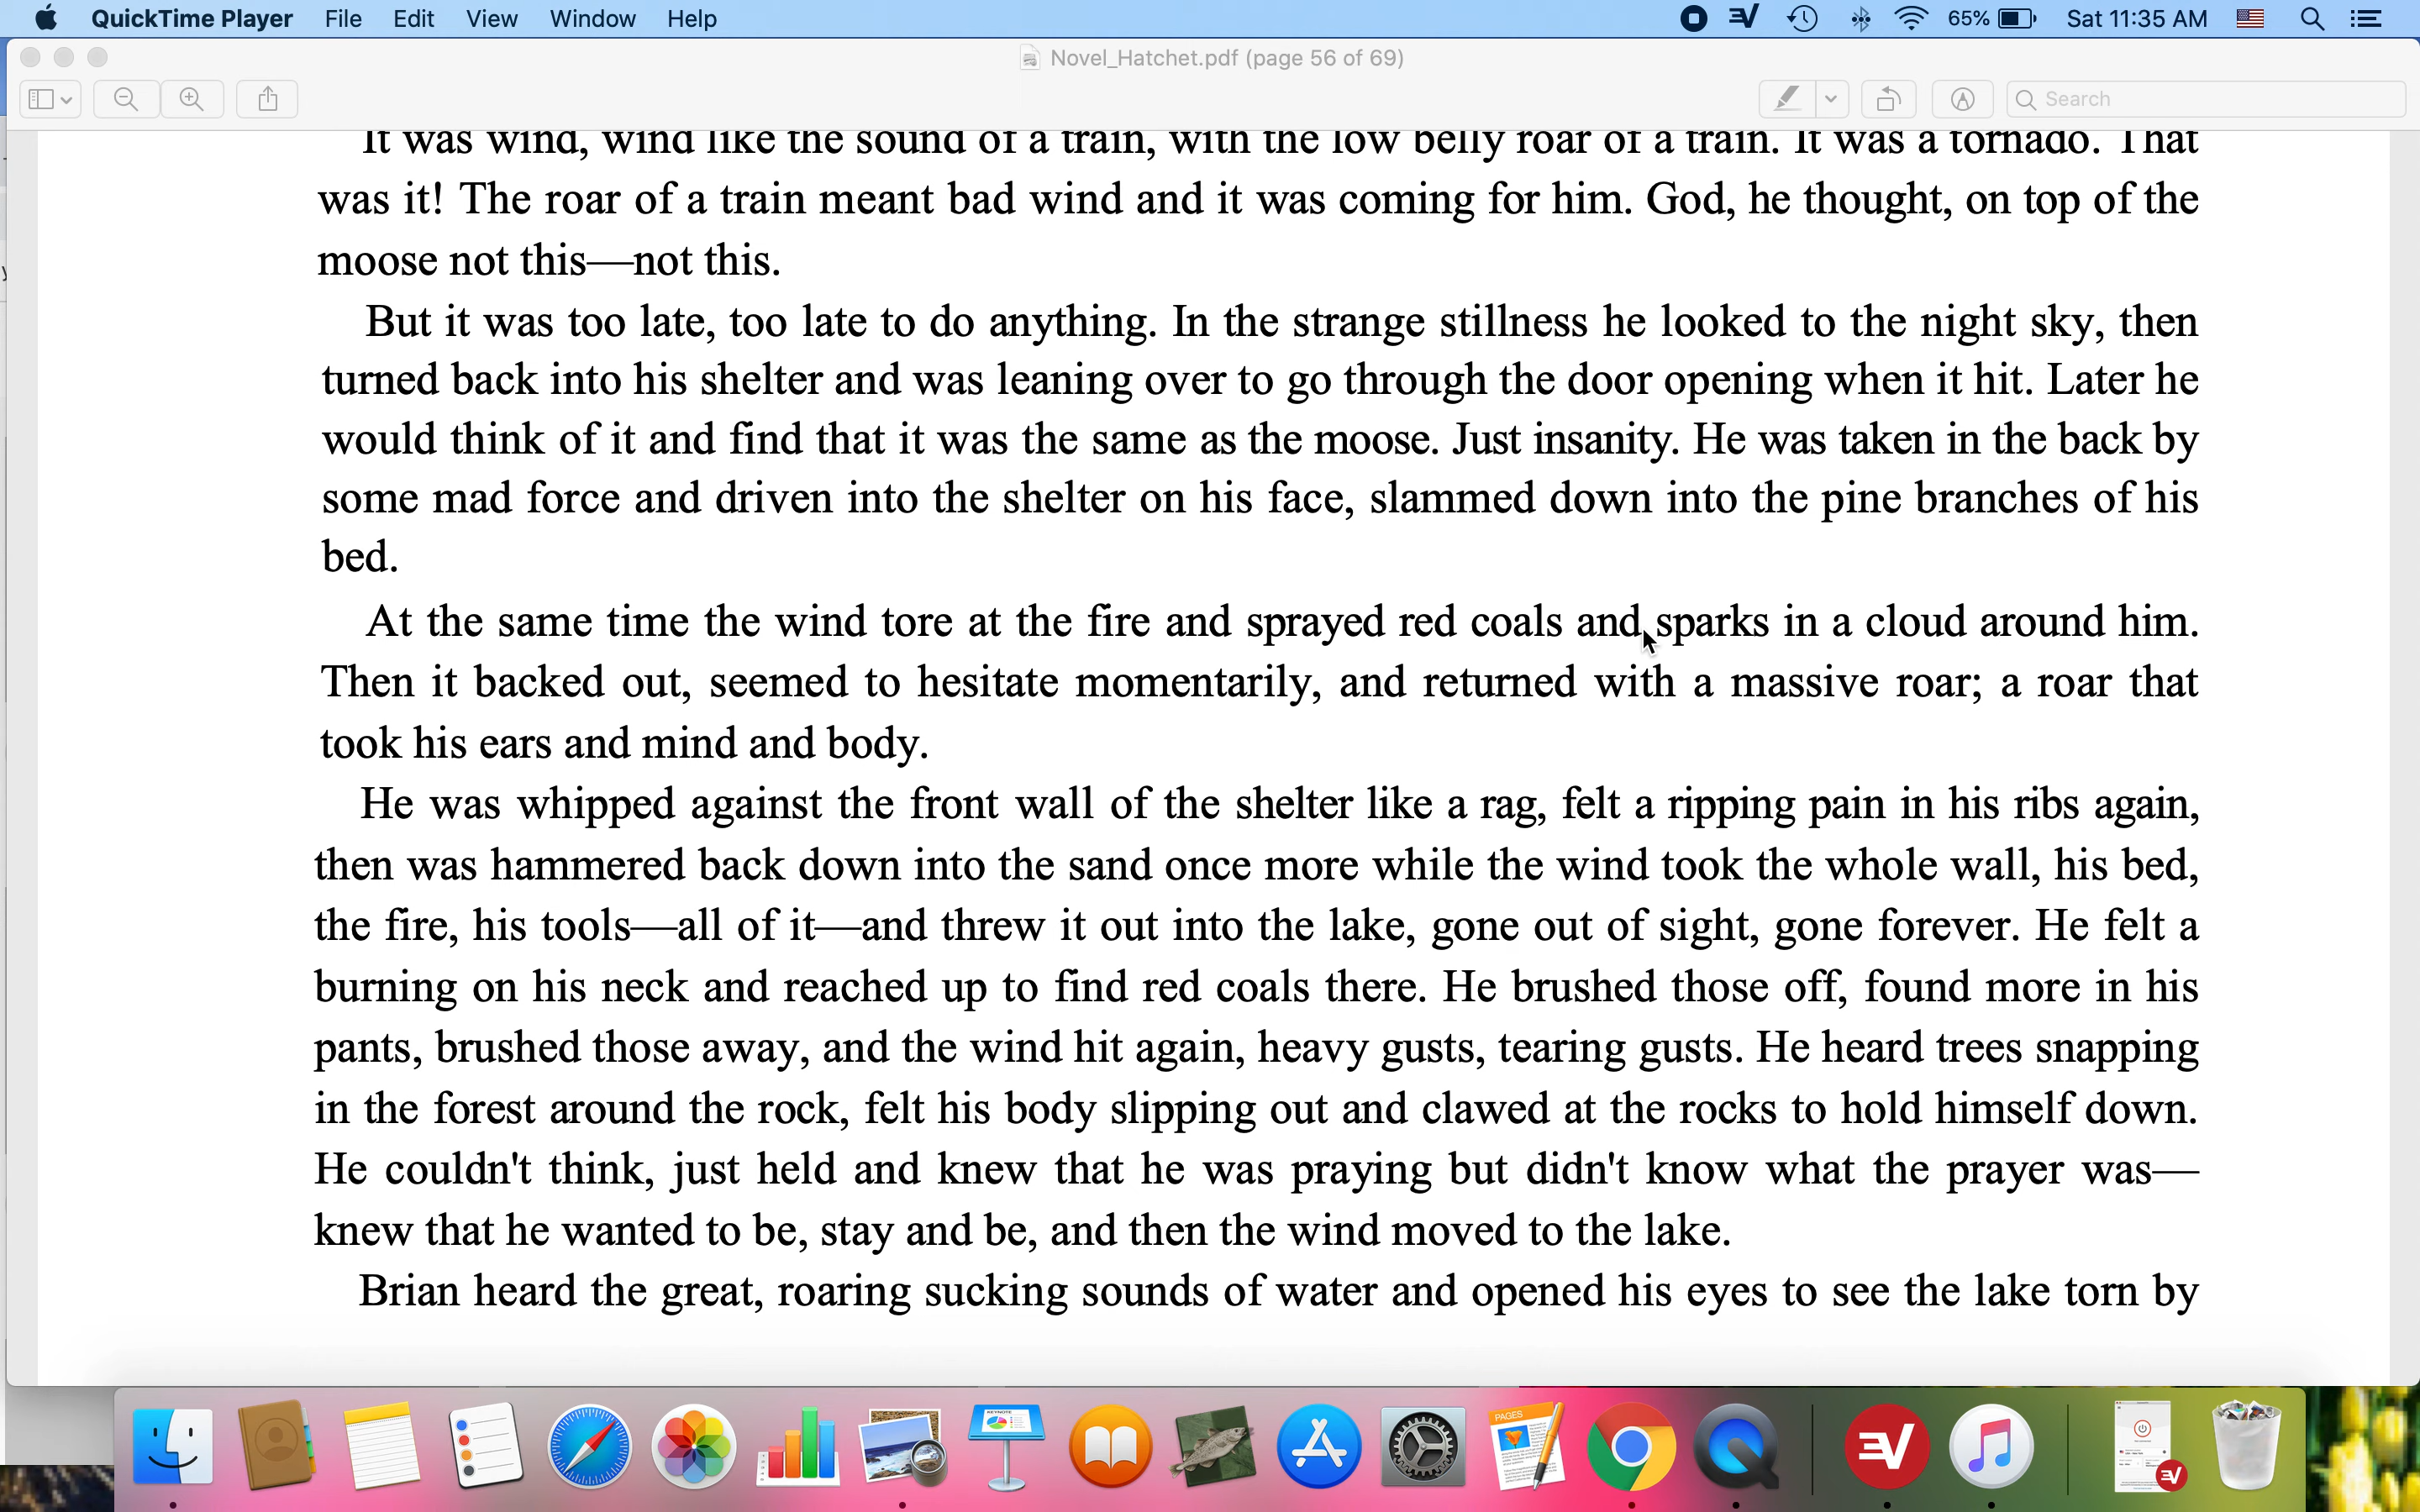 QuickTime Player File Edit View Window Help 65% Sat 11:35 AM
Novel_Hatchet.pdf (page 56 of 69)
Search
It was wind, wind like the sound of a train, with the low belly roar of a train. It was a tornado. That
was it! The roar of a train meant bad wind and it was coming for him. God, he thought, on top of the
moose not this—not this.
But it was too late, too late to do anything. In the strange stillness he looked to the night sky, then
turned back into his shelter and was leaning over to go through the door opening when it hit. Later he
would think of it and find that it was the same as the moose. Just insanity. He was taken in the back by
some mad force and driven into the shelter on his face, slammed down into the pine branches of his
bed.
At the same time the wind tore at the fire and sprayed red coals and sparks in a cloud around him.
Then it backed out, seemed to hesitate momentarily, and returned with a massive roar; a roar that
took his ears and mind and body.
He was whipped against the front wall of the shelter like a rag, felt a ripping pain in his ribs again,
then was hammered back down into the sand once more while the wind took the whole wall, his bed,
the fire, his tools—all of it—and threw it out into the lake, gone out of sight, gone forever. He felt a
burning on his neck and reached up to find red coals there. He brushed those off, found more in his
pants, brushed those away, and the wind hit again, heavy gusts, tearing gusts. He heard trees snapping
in the forest around the rock, felt his body slipping out and clawed at the rocks to hold himself down.
He couldn't think, just held and knew that he was praying but didn't know what the prayer was—
knew that he wanted to be, stay and be, and then the wind moved to the lake.
Brian heard the great, roaring sucking sounds of water and opened his eyes to see the lake torn by
KEYNOTE
PAGES